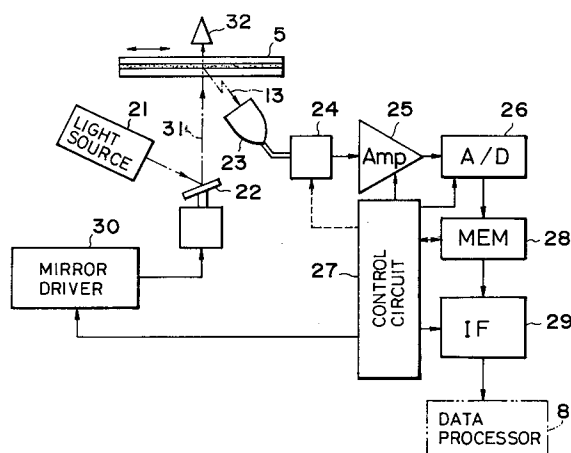 32
5
21
LIGHT SOURCE
31
13
23
24
25
Amp
26
A/D
22
30
MIRROR DRIVER
27
CONTROL CIRCUIT
MEM
28
IF
29
DATA PROCESSOR
8